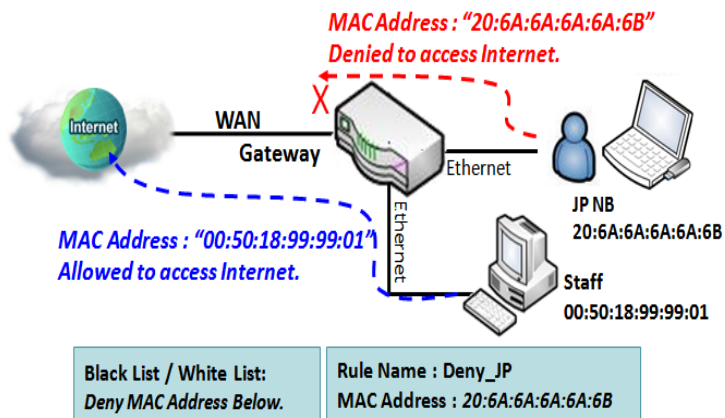 MAC Address : “20:6A:6A:6A:6A:6B”
Denied to access Internet.
Internet
WAN
Gateway
Ethernet
Ethernet
JP NB
20:6A:6A:6A:6A:6B
MAC Address : “00:50:18:99:99:01”
Allowed to access Internet.
Staff
00:50:18:99:99:01
Black List / White List:
Deny MAC Address Below.
Rule Name : Deny_JP
MAC Address : 20:6A:6A:6A:6A:6B